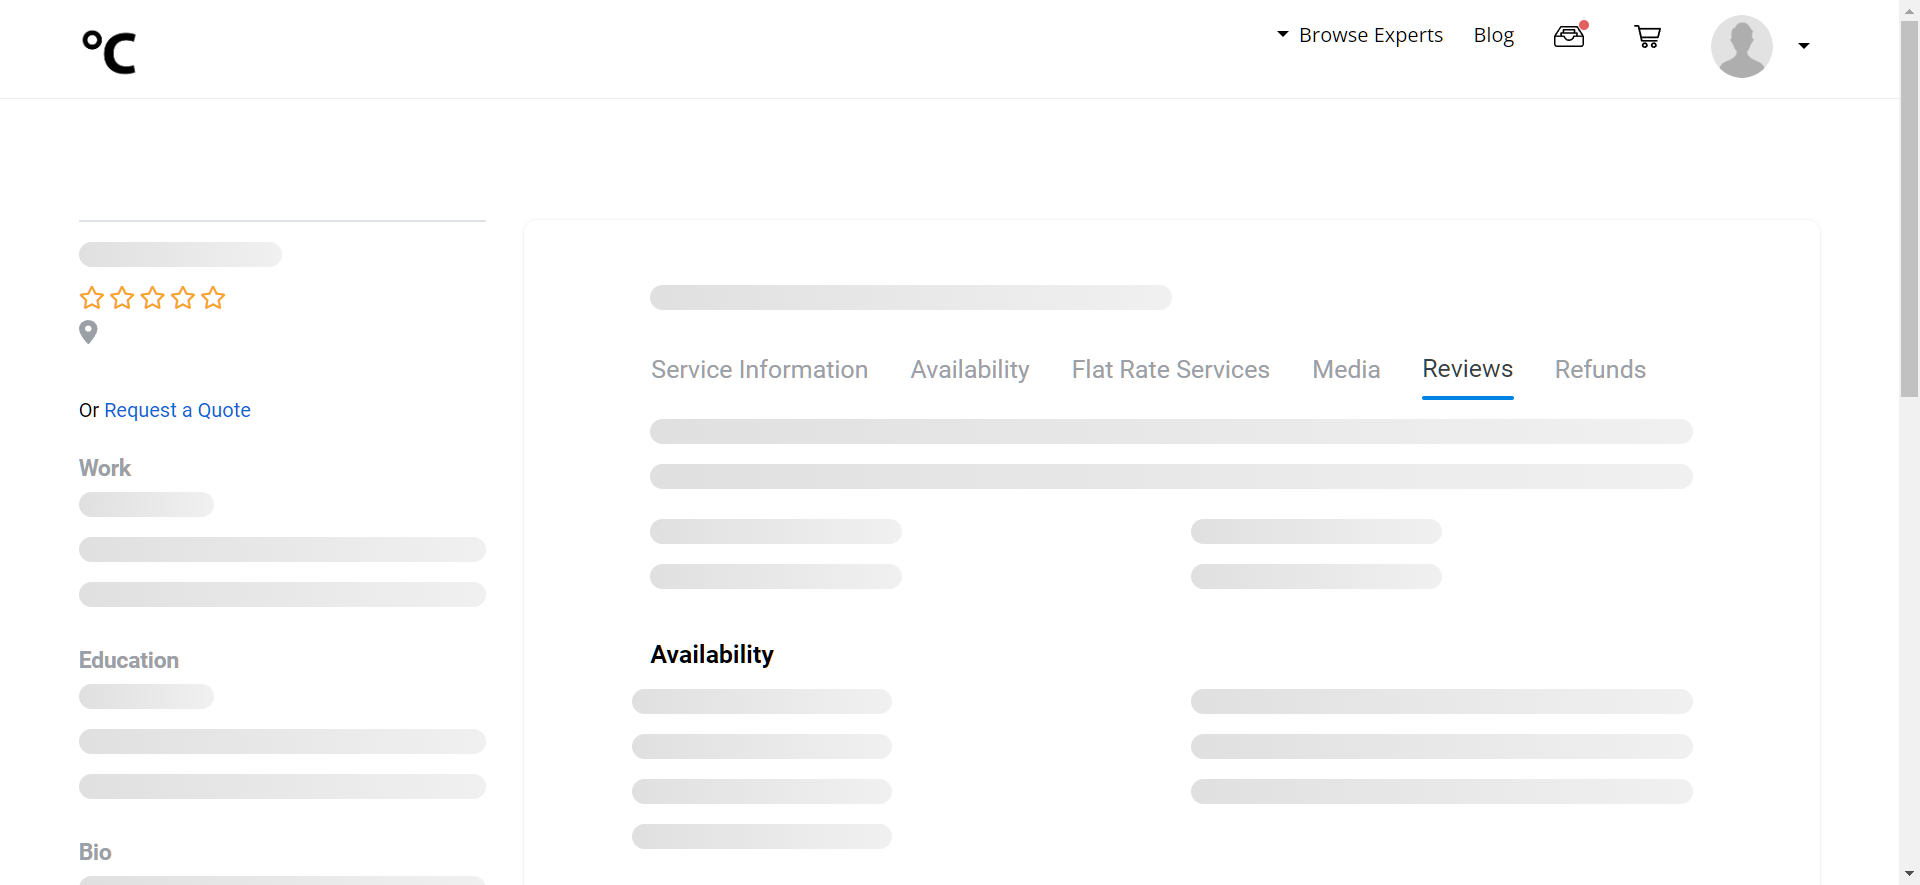 °C
Browse Experts
Blog
Or Request a Quote
Work
Education
Bio
Service Information
Availability
Flat Rate Services
Media
Reviews
Refunds
Availability